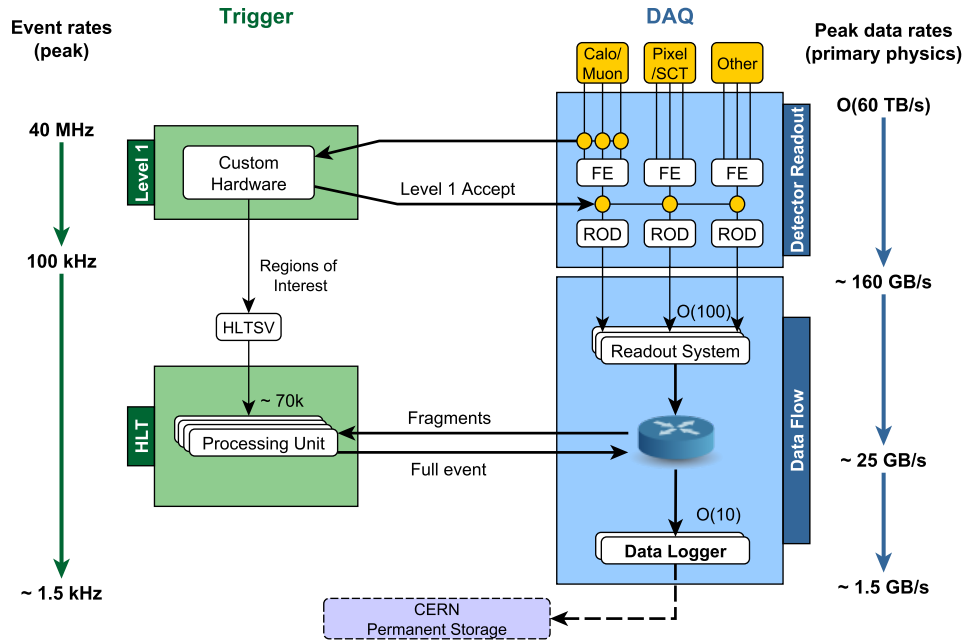 Trigger
DAQ
Event rates
(peak)
Peak data rates
(primary physics)
Calo/
Muon
Pixel
/SCT
Other
40 MHz
O(60 TB/s)
Level 1
Custom
Hardware
FE
FE
FE
Level 1 Accept
ROD
ROD
ROD
Detector Readout
100 kHz
~ 160 GB/s
Regions of
Interest
HLTSV
O(100)
Readout System
~ 70k
HLT
Processing Unit
Fragments
Full event
Data Flow
~ 25 GB/s
O(10)
Data Logger
~ 1.5 kHz
~ 1.5 GB/s
CERN
Permanent Storage